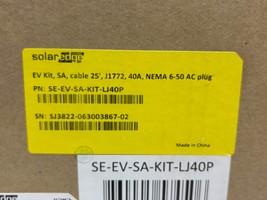 solaredge
EV Kit, SA, cable 25', J1772, 40A, NEMA 6-50 AC plug
PN: SE-EV-SA-KIT-LJ40P
SN: SJ3822-063003867-02
Made in China
SE-EV-SA-KIT-LJ40P